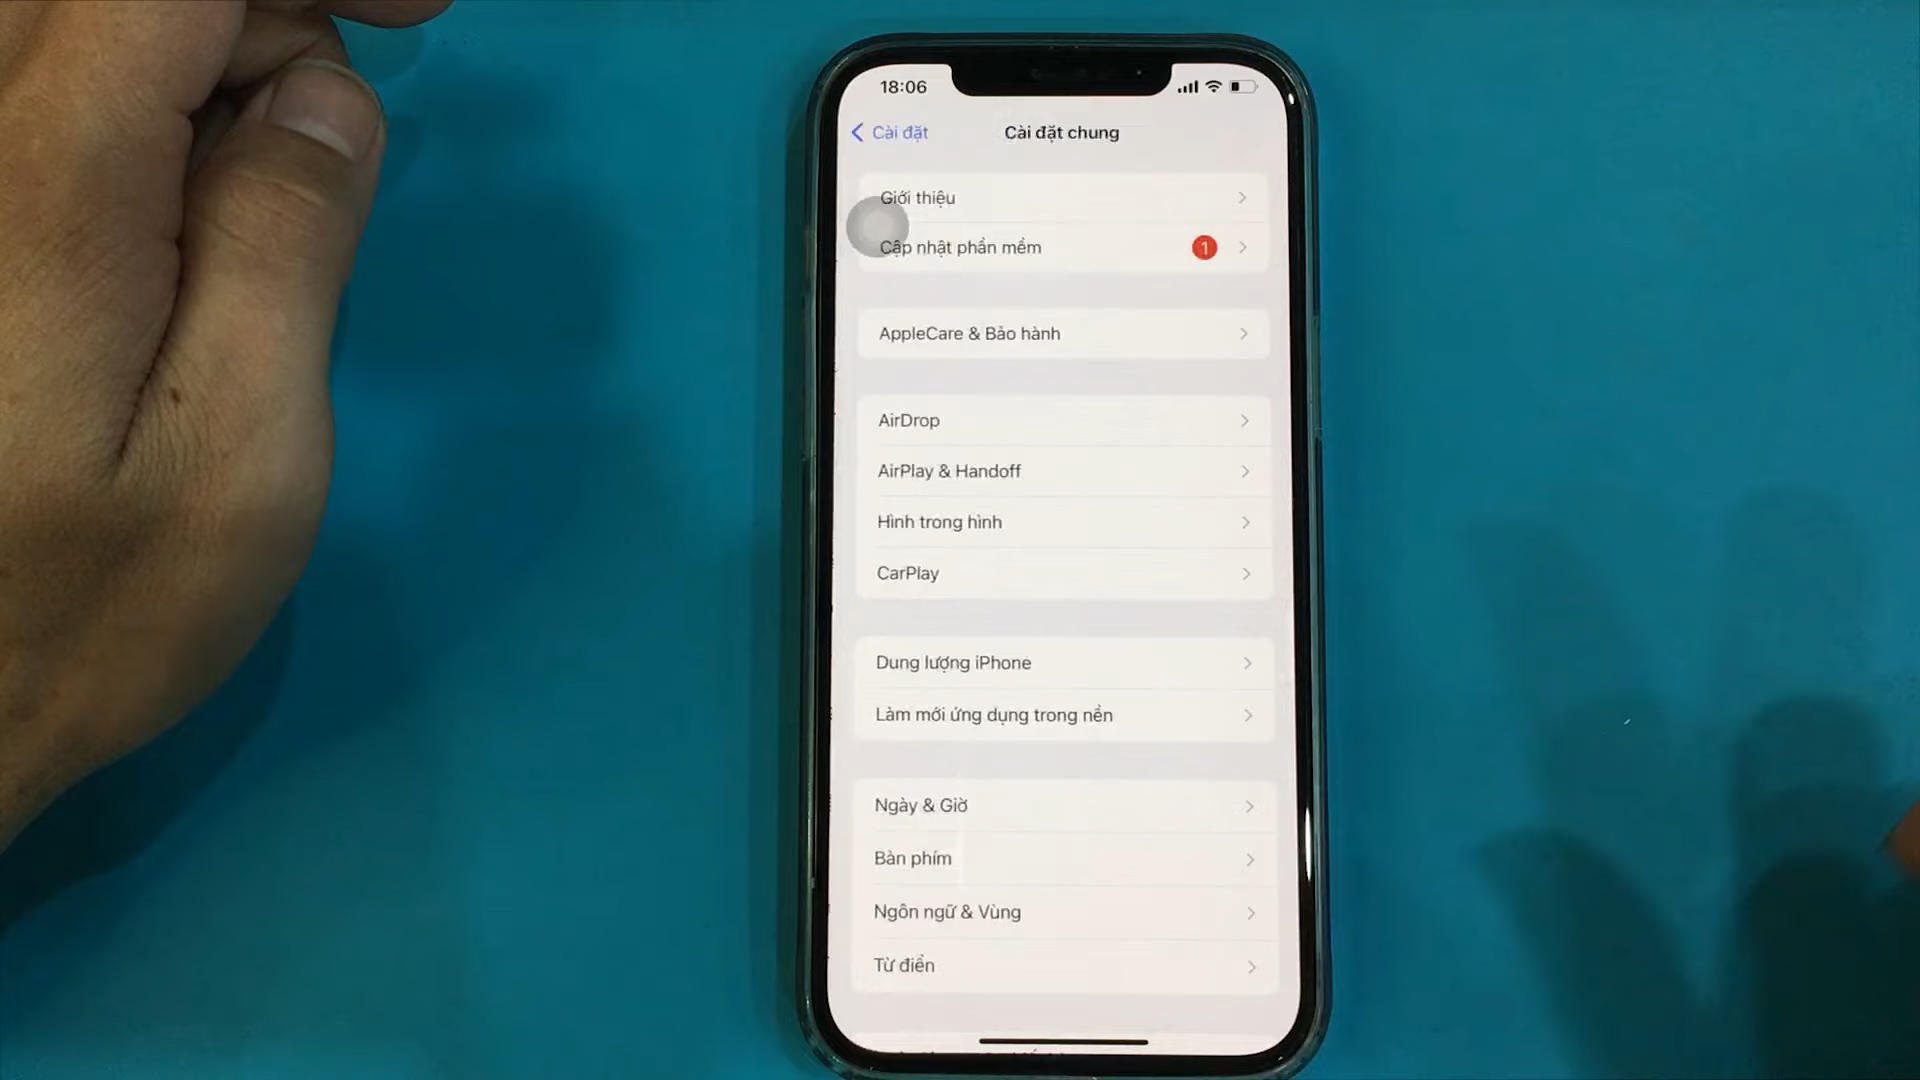 18:06
Cài đặt
Cài đặt chung
Giới thiệu
Cập nhật phần mềm
1
AppleCare & Bảo hành
AirDrop
AirPlay & Handoff
Hình trong hình
CarPlay
Dung lượng iPhone
Làm mới ứng dụng trong nền
Ngày & Giờ
Bàn phím
Ngôn ngữ & Vùng
Từ điển